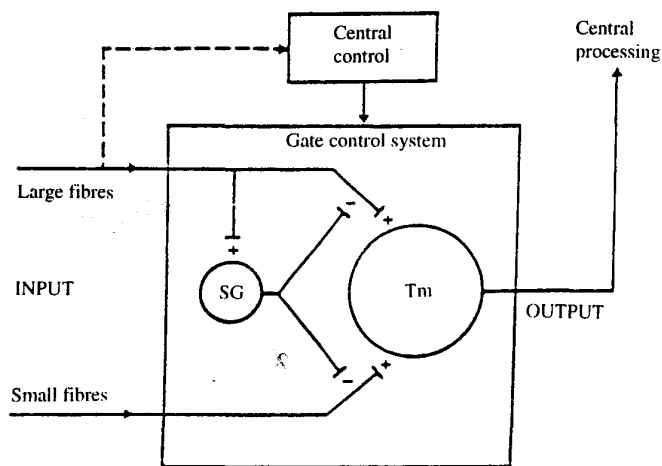 Central
control
Central
processing
Gate control system
Large fibres
- +
+
INPUT
SG
Tm
OUTPUT
- +
Small fibres